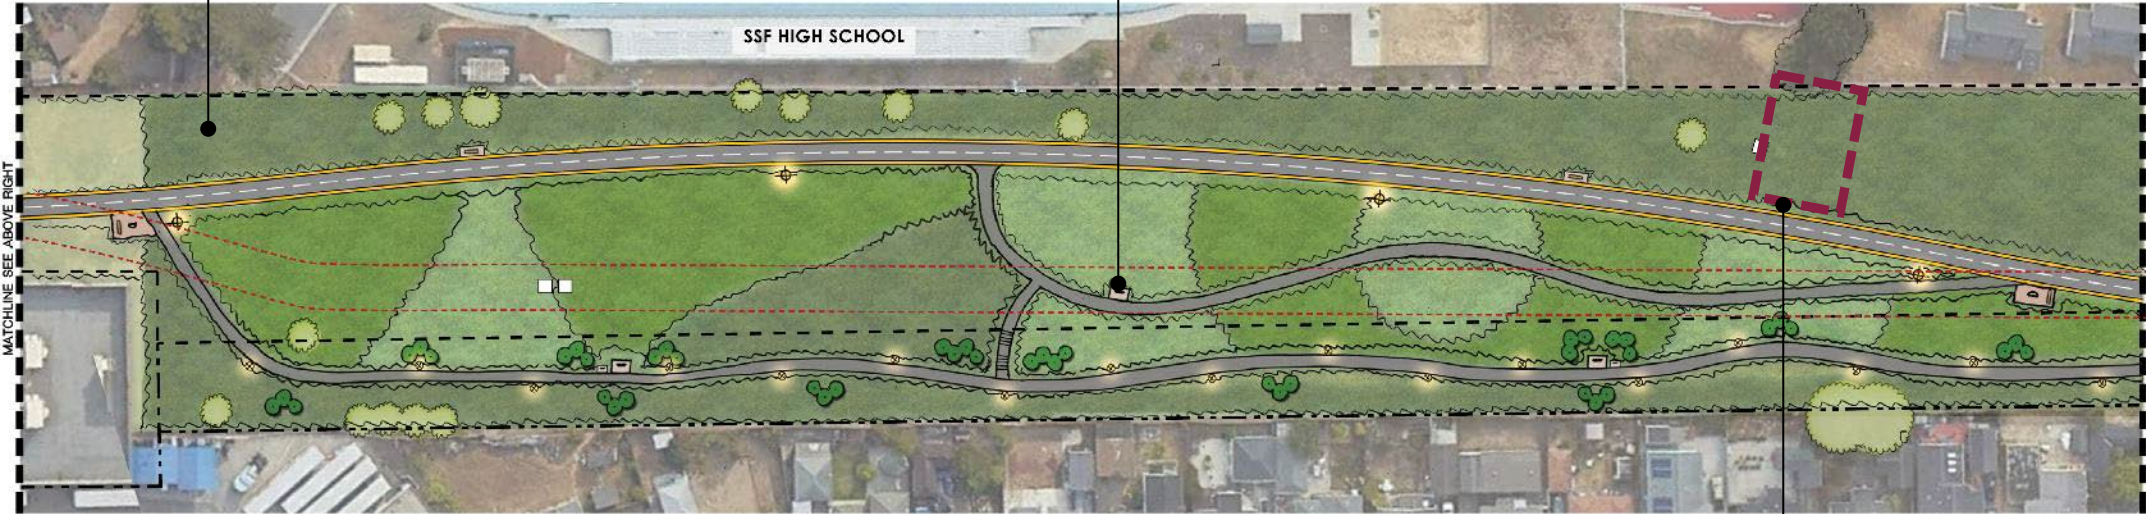 SSF HIGH SCHOOL
MATCHLINE SEE ABOVE RIGHT